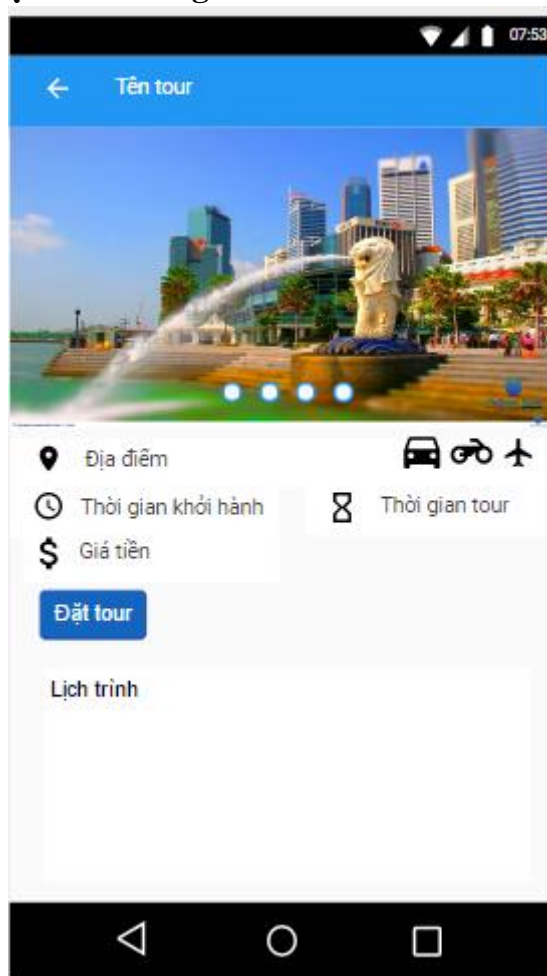 07:53
Tên tour
Địa điểm
Thời gian khởi hành
Thời gian tour
Giá tiền
Đặt tour
Lịch trình